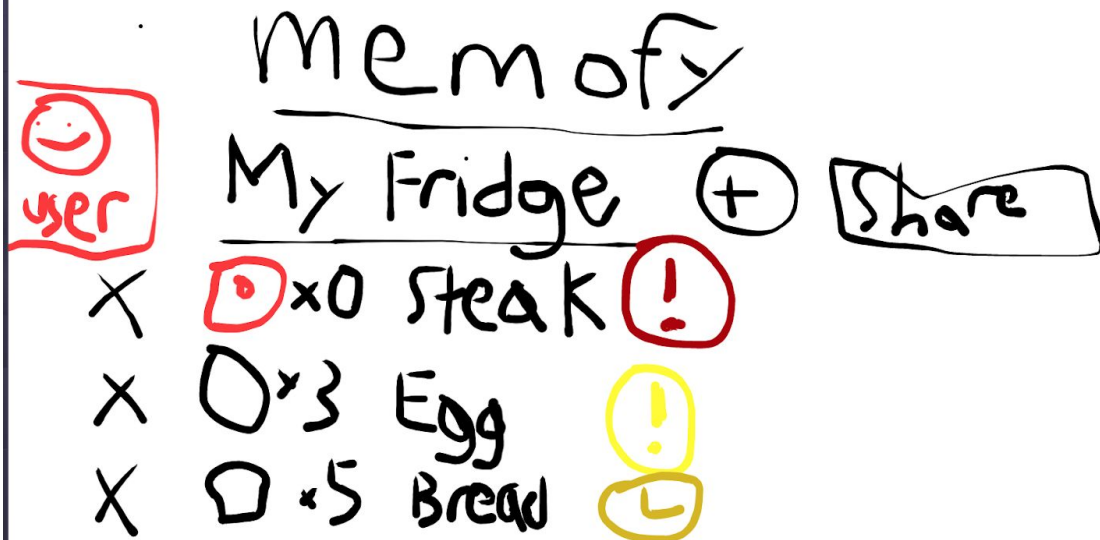 Memofy
user
My Fridge + Share
X x0 Steak !
X x3 Egg !
X x5 Bread